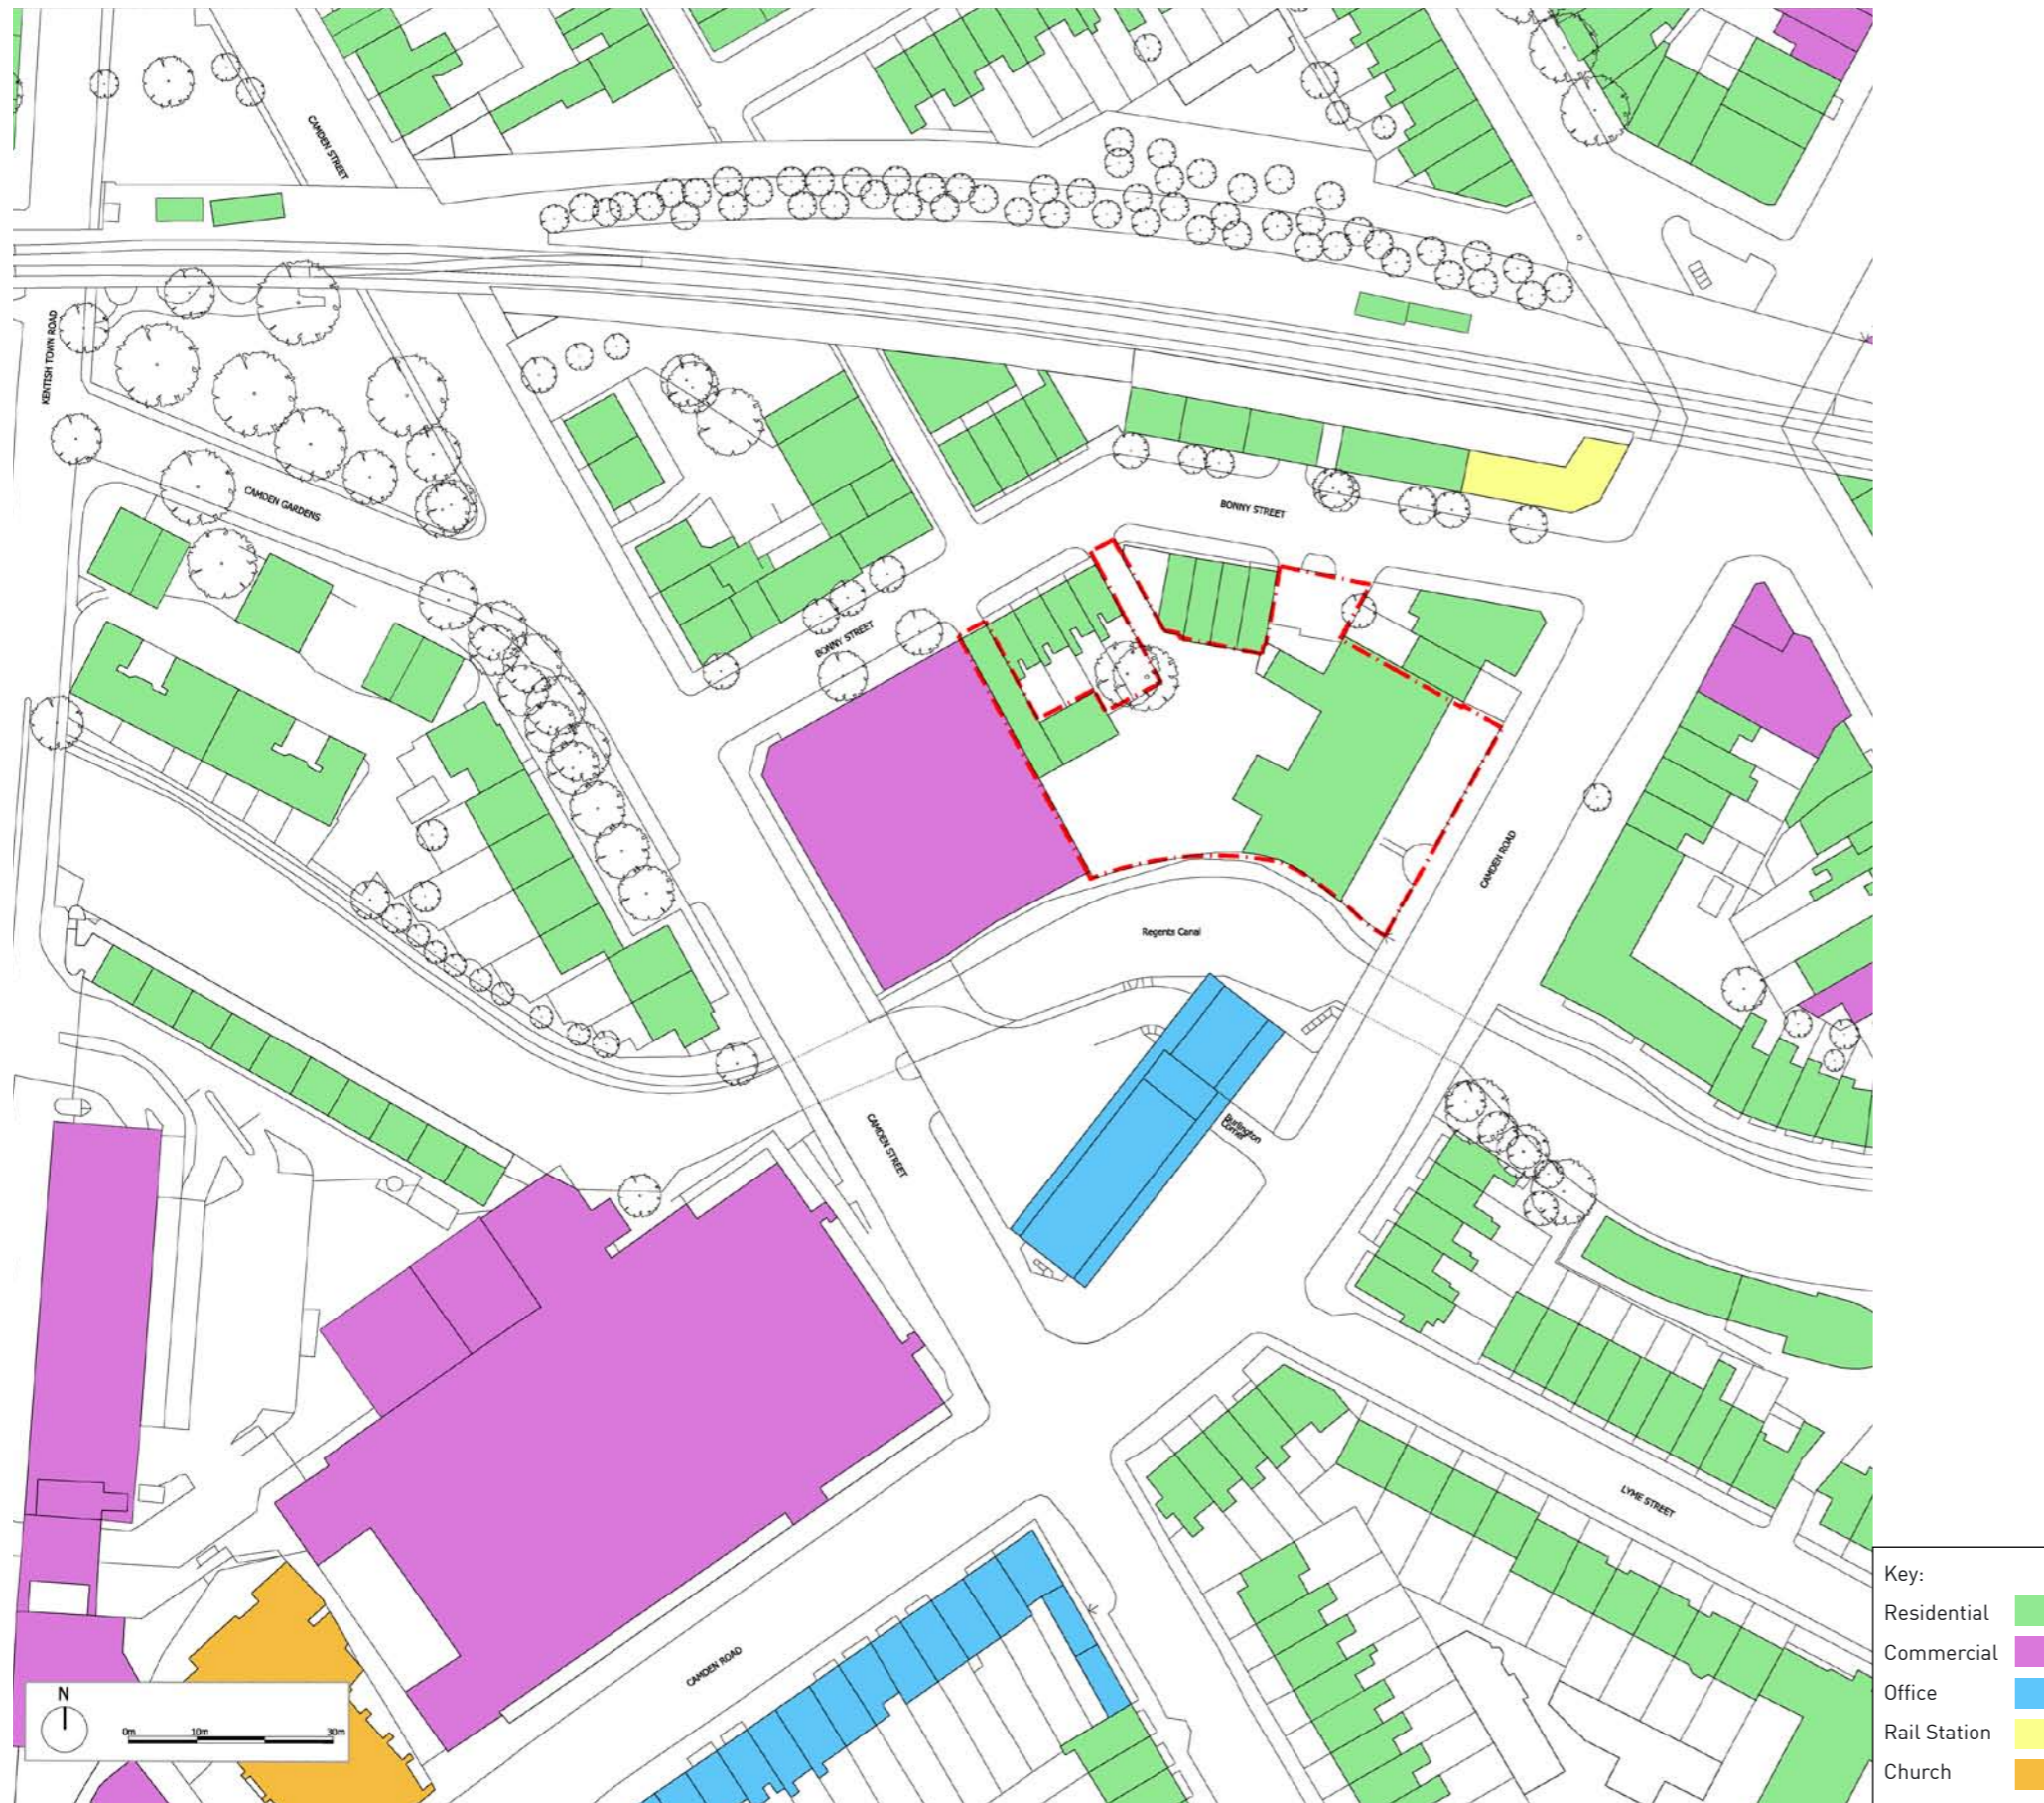 CAMDEN STREET
KENTISH TOWN ROAD
CAMDEN GARDENS
BONNY STREET
BONNY STREET
CAMDEN ROAD
Regents Canal
CAMDEN STREET
Burlington
Corner
LYME STREET
CAMDEN ROAD
N
0m 10m 30m
Key:
Residential
Commercial
Office
Rail Station
Church